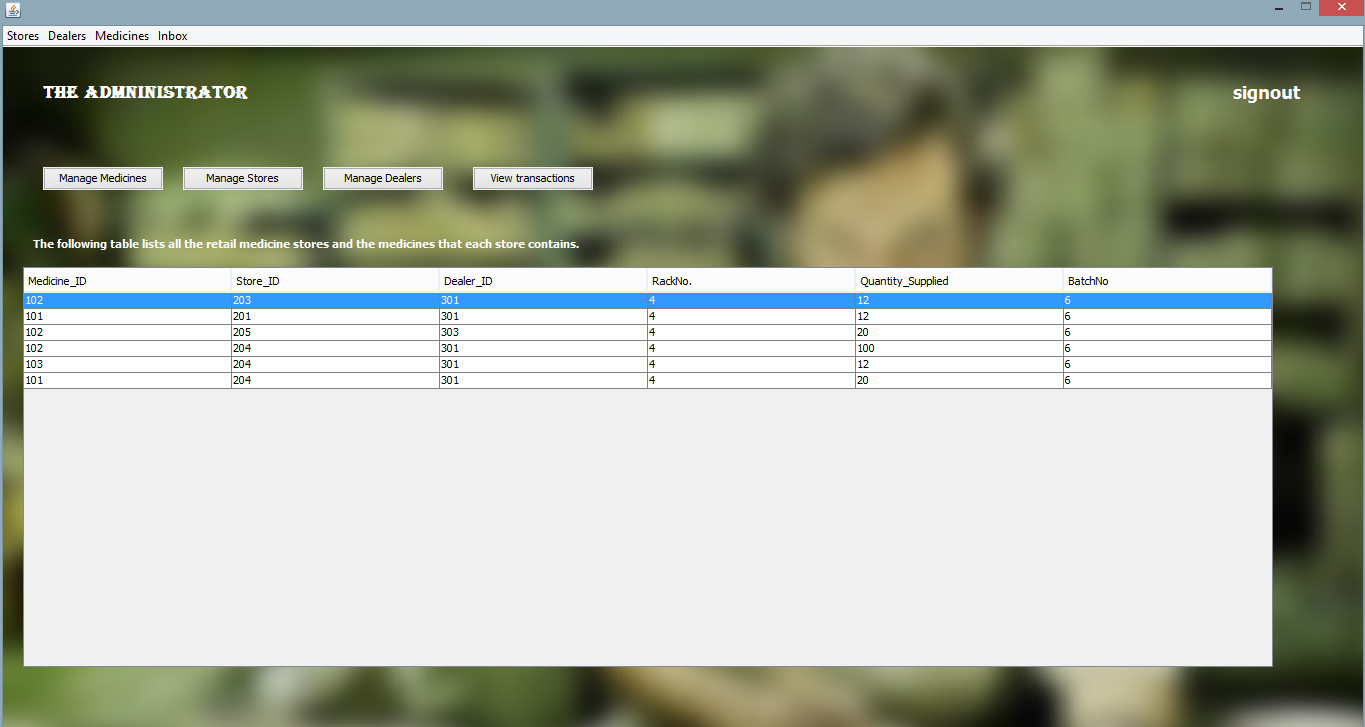 Stores Dealers Medicines Inbox
THE ADMNINISTRATOR
signout
Manage Medicines Manage Stores Manage Dealers View transactions
The following table lists all the retail medicine stores and the medicines that each store contains.
Medicine_ID Store_ID Dealer_ID RackNo. Quantity_Supplied BatchNo
102 203 301 4 12 6
101 201 301 4 12 6
102 205 303 4 20 6
102 204 301 4 100 6
103 204 301 4 12 6
101 204 301 4 20 6